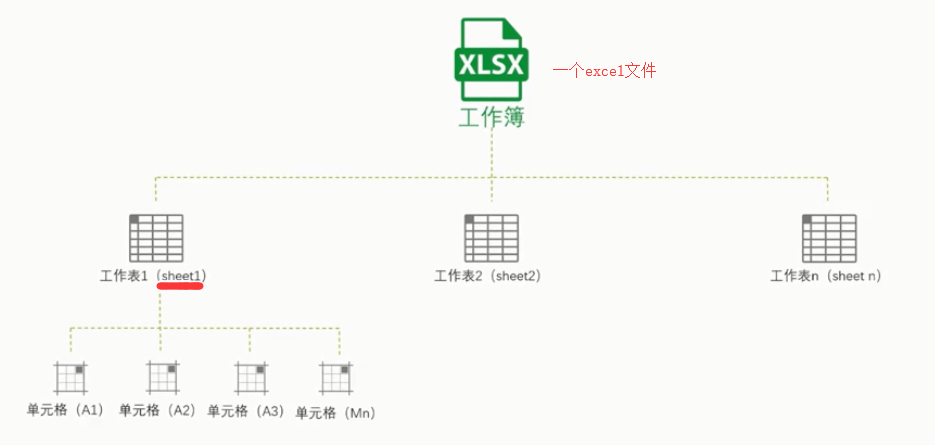 XLSX
一个excel文件
工作簿
工作表1（sheet1）
工作表2（sheet2）
工作表n（sheet n）
单元格（A1）
单元格（A2）
单元格（A3）
单元格（Mn）